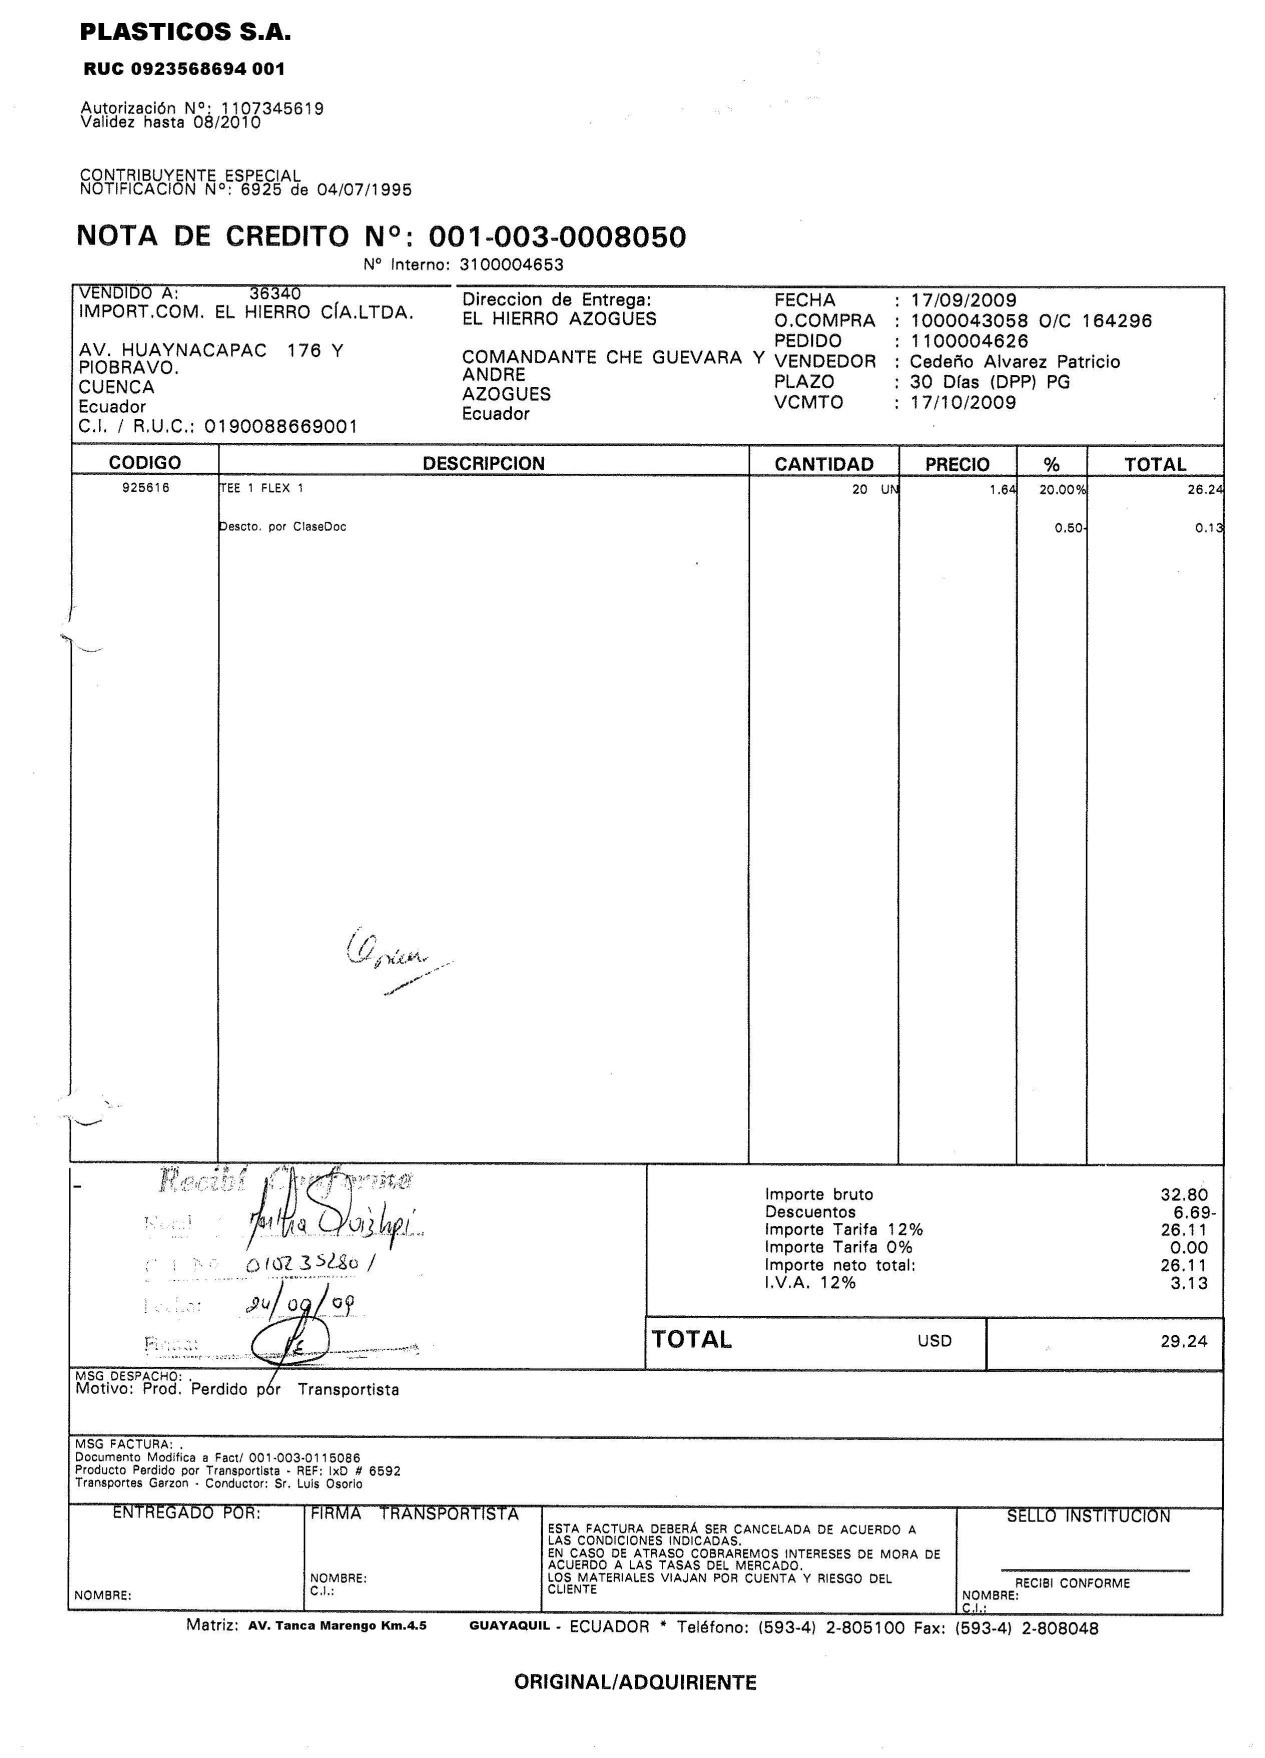 PLASTICOS S.A.
RUC 0923568694 001
Autorización Nº: 1107345619
Validez hasta 08/2010
CONTRIBUYENTE ESPECIAL
NOTIFICACION Nº: 6925 de 04/07/1995
NOTA DE CREDITO Nº: 001-003-0008050
Nº Interno: 3100004653
VENDIDO A: 36340
IMPORT.COM. EL HIERRO CÍA.LTDA.
AV. HUAYNACAPAC 176 Y
PIOBRAVO.
CUENCA
Ecuador
C.I. / R.U.C.: 0190088669001
Direccion de Entrega:
EL HIERRO AZOGUES
COMANDANTE CHE GUEVARA Y
ANDRE
AZOGUES
Ecuador
FECHA : 17/09/2009
O.COMPRA : 1000043058 O/C 164296
PEDIDO : 1100004626
VENDEDOR : Cedeño Alvarez Patricio
PLAZO : 30 Días (DPP) PG
VCMTO : 17/10/2009
CODIGO DESCRIPCION CANTIDAD PRECIO % TOTAL
925616 TEE 1 FLEX 1 20 UN 1.64 20.00% 26.24
Descto. por ClaseDoc 0.50- 0.13
Recibí Conforme
Martha Quizhpi
010235280/
24/09/09
Firma:
Importe bruto 32.80
Descuentos 6.69-
Importe Tarifa 12% 26.11
Importe Tarifa 0% 0.00
Importe neto total: 26.11
I.V.A. 12% 3.13
TOTAL USD 29.24
MSG DESPACHO: .
Motivo: Prod. Perdido por Transportista
MSG FACTURA: .
Documento Modifica a Fact/ 001-003-0115086
Producto Perdido por Transportista - REF: IxD # 6592
Transportes Garzon - Conductor: Sr. Luis Osorio
ENTREGADO POR:
NOMBRE:
FIRMA TRANSPORTISTA
NOMBRE:
C.I.:
ESTA FACTURA DEBERÁ SER CANCELADA DE ACUERDO A
LAS CONDICIONES INDICADAS.
EN CASO DE ATRASO COBRAREMOS INTERESES DE MORA DE
ACUERDO A LAS TASAS DEL MERCADO.
LOS MATERIALES VIAJAN POR CUENTA Y RIESGO DEL
CLIENTE
SELLO INSTITUCION
RECIBI CONFORME
NOMBRE:
C.I.:
Matriz: AV. Tanca Marengo Km.4.5 GUAYAQUIL - ECUADOR * Teléfono: (593-4) 2-805100 Fax: (593-4) 2-808048
ORIGINAL/ADQUIRIENTE